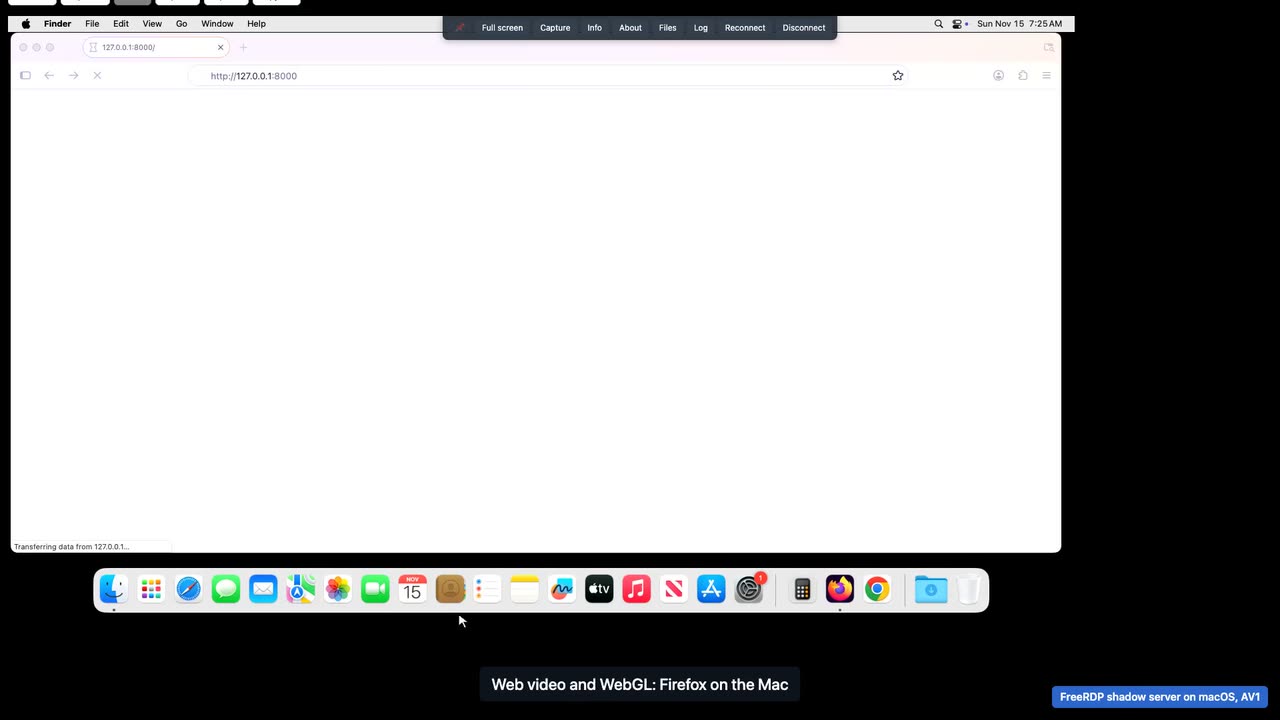 Finder File Edit View Go Window Help
Full screen Capture Info About Files Log Reconnect Disconnect
Sun Nov 15 7:25AM
127.0.0.1:8000/
http://127.0.0.1:8000
Transferring data from 127.0.0.1...
NOV
15
tv
1
Web video and WebGL: Firefox on the Mac
FreeRDP shadow server on macOS, AV1